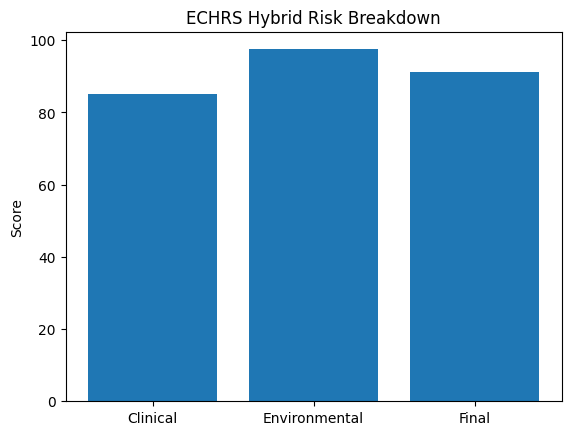 ECHRS Hybrid Risk Breakdown
100
80
60
40
20
0
Score
Clinical Environmental Final